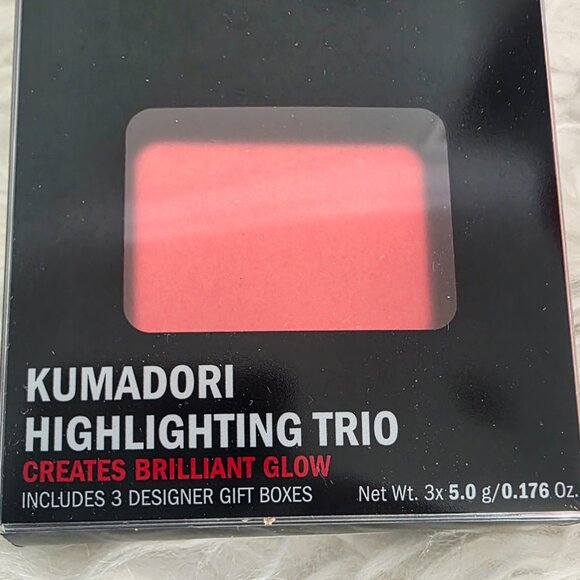 KUMADORI
HIGHLIGHTING TRIO
CREATES BRILLIANT GLOW
INCLUDES 3 DESIGNER GIFT BOXES Net Wt. 3x 5.0 g/0.176 Oz.